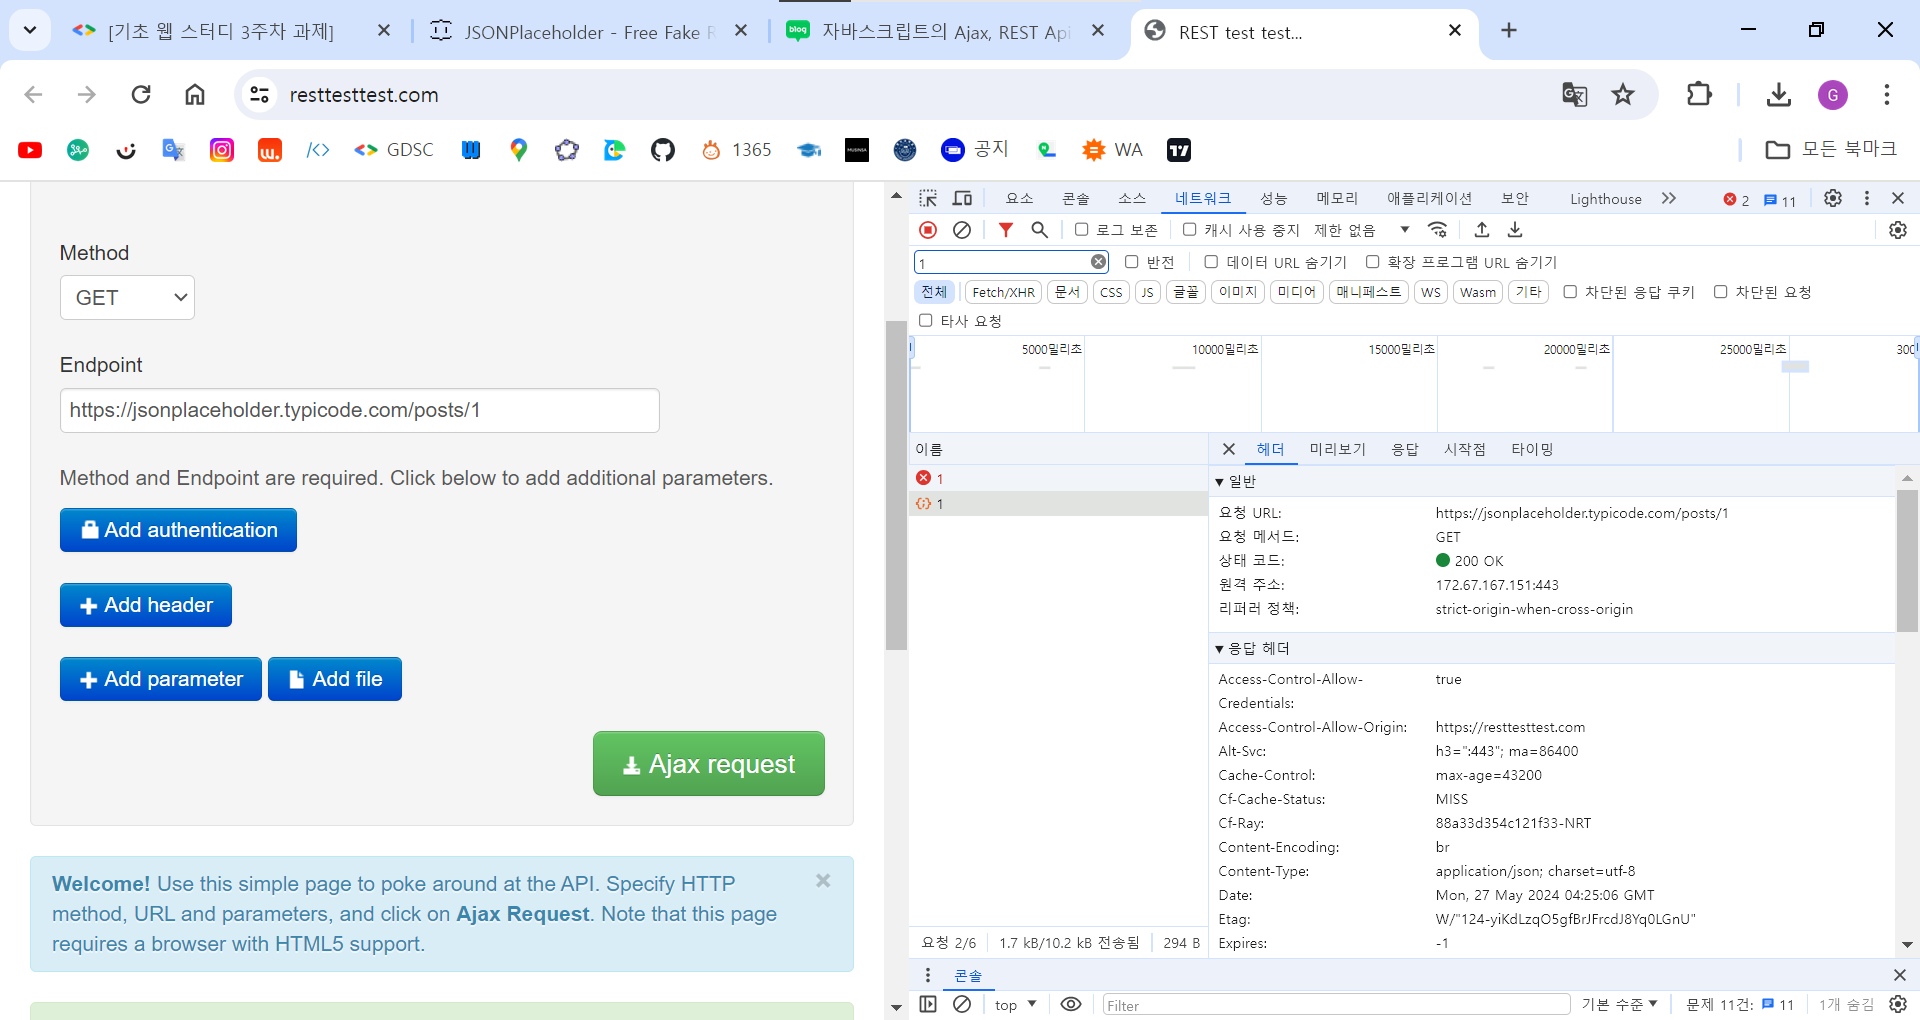 [기초 웹 스터디 3주차 과제]
JSONPlaceholder - Free Fake R
blog
자바스크립트의 Ajax, REST Api
REST test test...
resttesttest.com
G
GDSC
1365
공지
WA
모든 북마크
Method
GET
Endpoint
https://jsonplaceholder.typicode.com/posts/1
Method and Endpoint are required. Click below to add additional parameters.
Add authentication
Add header
Add parameter
Add file
Ajax request
Welcome! Use this simple page to poke around at the API. Specify HTTP
method, URL and parameters, and click on Ajax Request. Note that this page
requires a browser with HTML5 support.
요소 콘솔 소스 네트워크 성능 메모리 애플리케이션 보안 Lighthouse 2 11
로그 보존 캐시 사용 중지 제한 없음
1 반전 데이터 URL 숨기기 확장 프로그램 URL 숨기기
전체 Fetch/XHR 문서 CSS JS 글꼴 이미지 미디어 매니페스트 WS Wasm 기타 차단된 응답 쿠키 차단된 요청
타사 요청
5000밀리초 10000밀리초 15000밀리초 20000밀리초 25000밀리초 300
이름
1
1
헤더 미리보기 응답 시작점 타이밍
일반
요청 URL: https://jsonplaceholder.typicode.com/posts/1
요청 메서드: GET
상태 코드: 200 OK
원격 주소: 172.67.167.151:443
리퍼러 정책: strict-origin-when-cross-origin
응답 헤더
Access-Control-Allow- true
Credentials:
Access-Control-Allow-Origin: https://resttesttest.com
Alt-Svc: h3=":443"; ma=86400
Cache-Control: max-age=43200
Cf-Cache-Status: MISS
Cf-Ray: 88a33d354c121f33-NRT
Content-Encoding: br
Content-Type: application/json; charset=utf-8
Date: Mon, 27 May 2024 04:25:06 GMT
Etag: W/"124-yiKdLzqO5gfBrJFrcdJ8Yq0LGnU"
Expires: -1
요청 2/6 1.7 kB/10.2 kB 전송됨 294 B
콘솔
top Filter 기본 수준 문제 11건: 11 1개 숨김